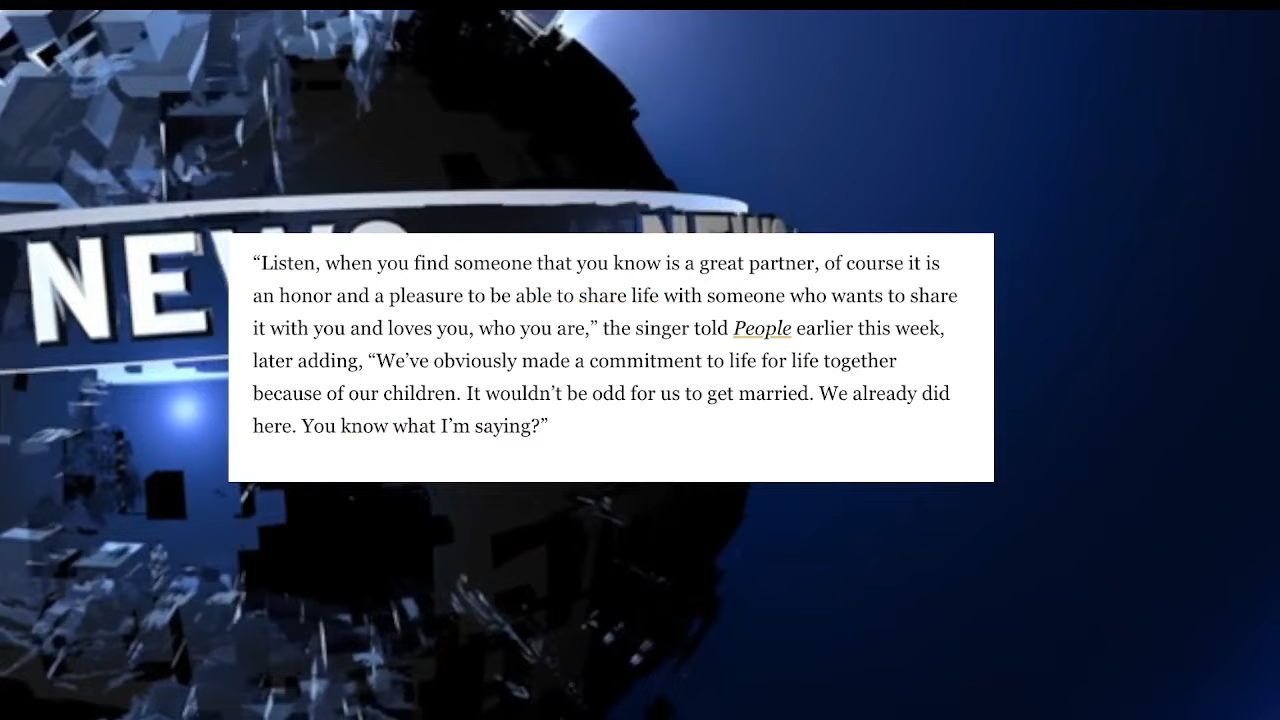 NEWS
NEWS
“Listen, when you find someone that you know is a great partner, of course it is
an honor and a pleasure to be able to share life with someone who wants to share
it with you and loves you, who you are,” the singer told People earlier this week,
later adding, “We’ve obviously made a commitment to life for life together
because of our children. It wouldn’t be odd for us to get married. We already did
here. You know what I’m saying?”